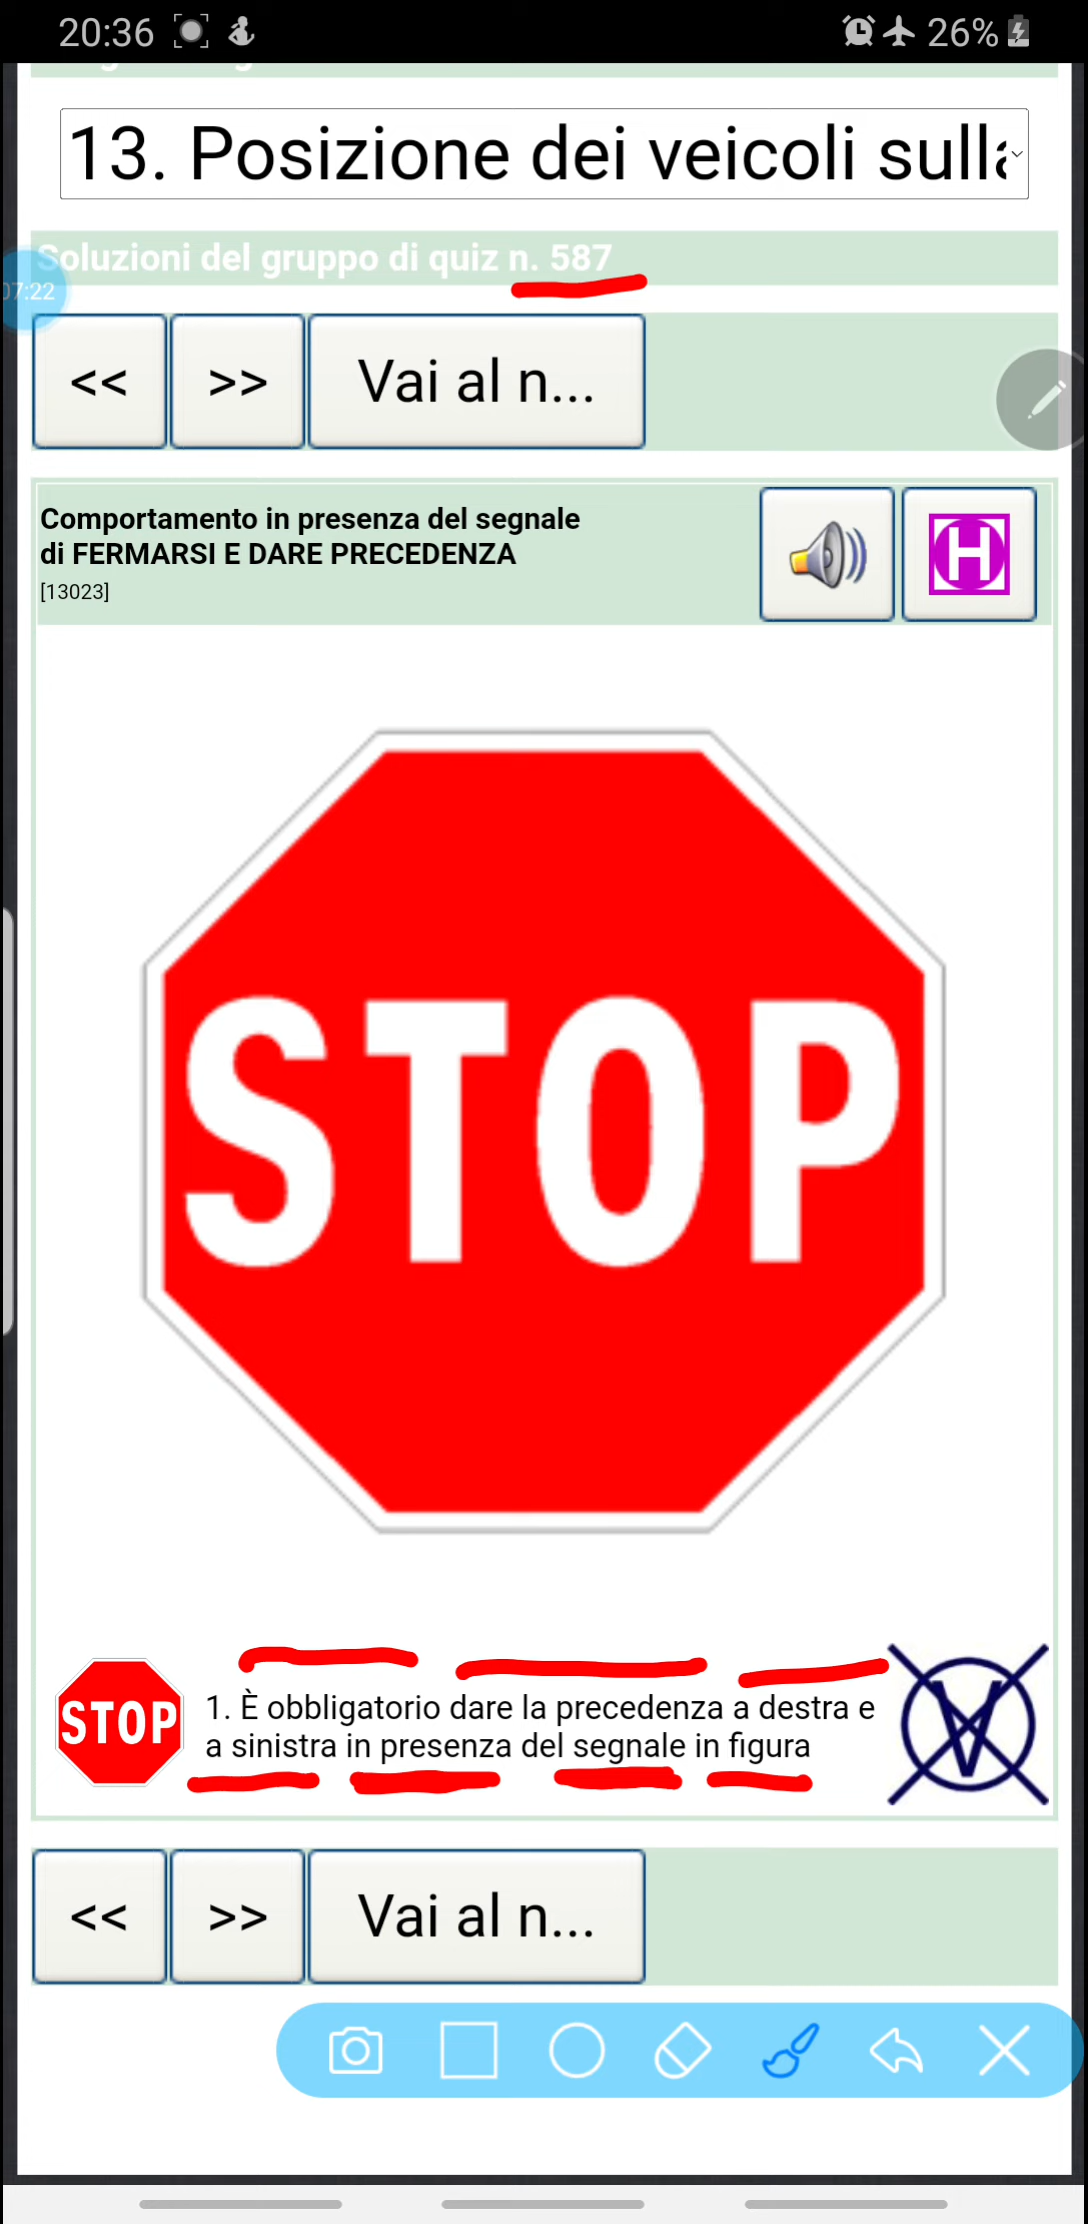 20:36
26%
13. Posizione dei veicoli sulla
Soluzioni del gruppo di quiz n. 587
07:22
<< >> Vai al n...
Comportamento in presenza del segnale
di FERMARSI E DARE PRECEDENZA
[13023]
H
STOP
STOP
1. È obbligatorio dare la precedenza a destra e
a sinistra in presenza del segnale in figura
V
<< >> Vai al n...